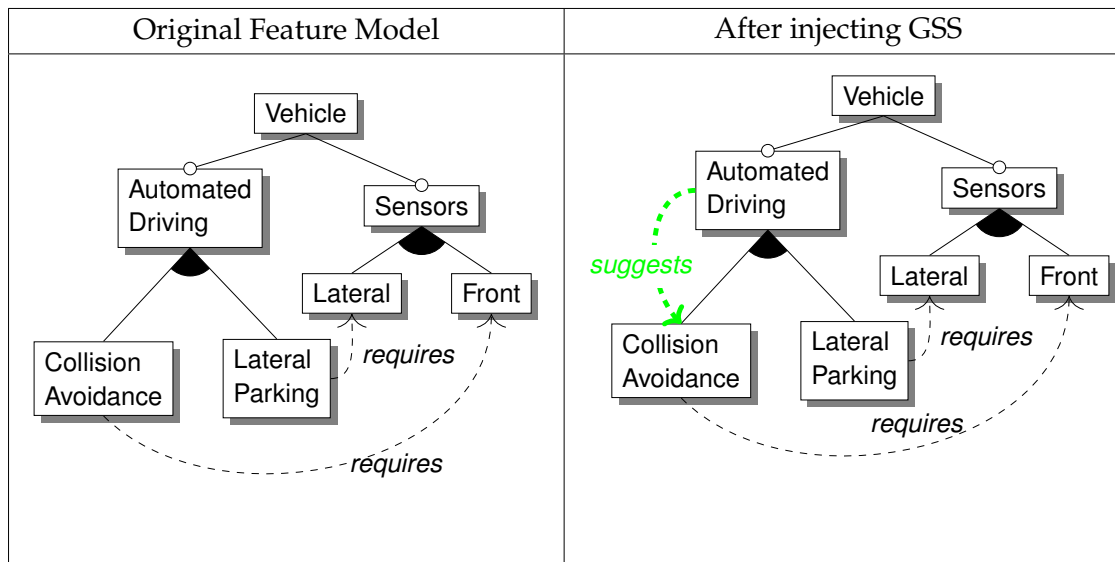 Original Feature Model
Vehicle
Automated
Driving
Sensors
Lateral
Front
Collision
Avoidance
Lateral
Parking
requires
requires
After injecting GSS
Vehicle
Automated
Driving
Sensors
suggests
Lateral
Front
Collision
Avoidance
Lateral
Parking
requires
requires